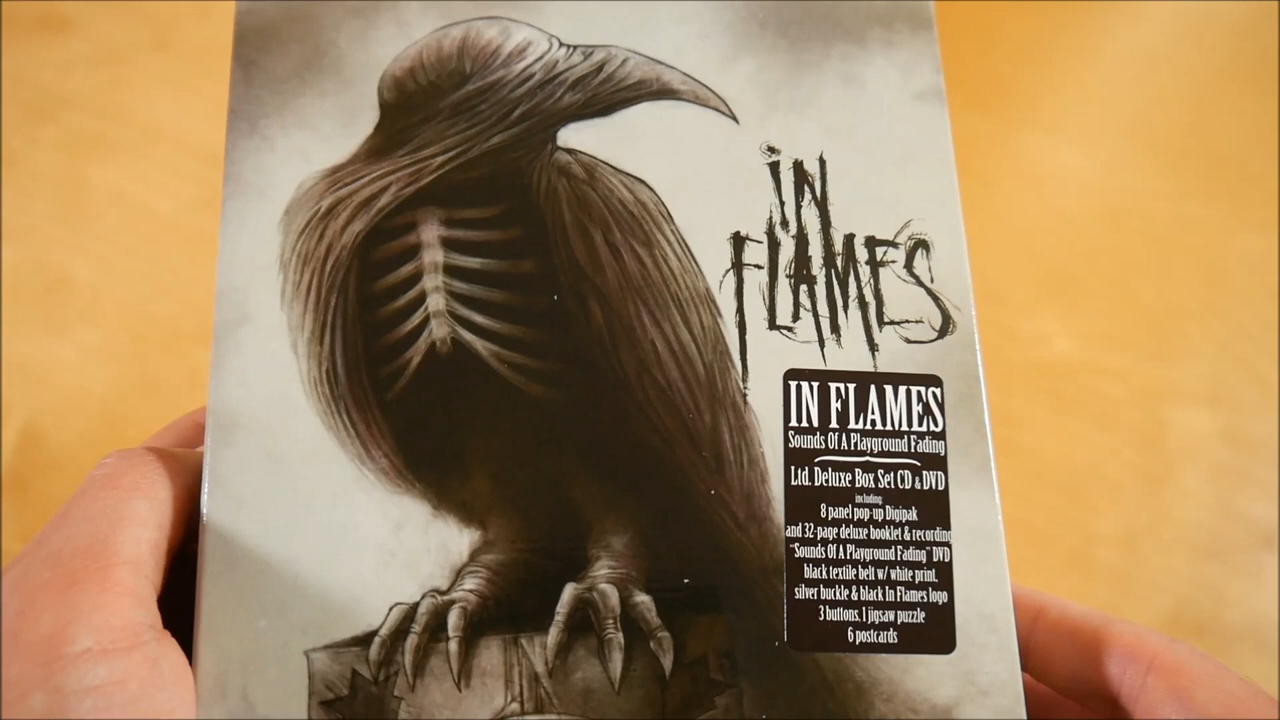 iN
FLAMES
IN FLAMES
Sounds Of A Playground Fading
Ltd. Deluxe Box Set CD & DVD
including:
8 panel pop-up Digipak
and 32-page deluxe booklet & recording
"Sounds Of A Playground Fading" DVD
black textile belt w/ white print,
silver buckle & black In Flames logo
3 buttons, 1 jigsaw puzzle
6 postcards